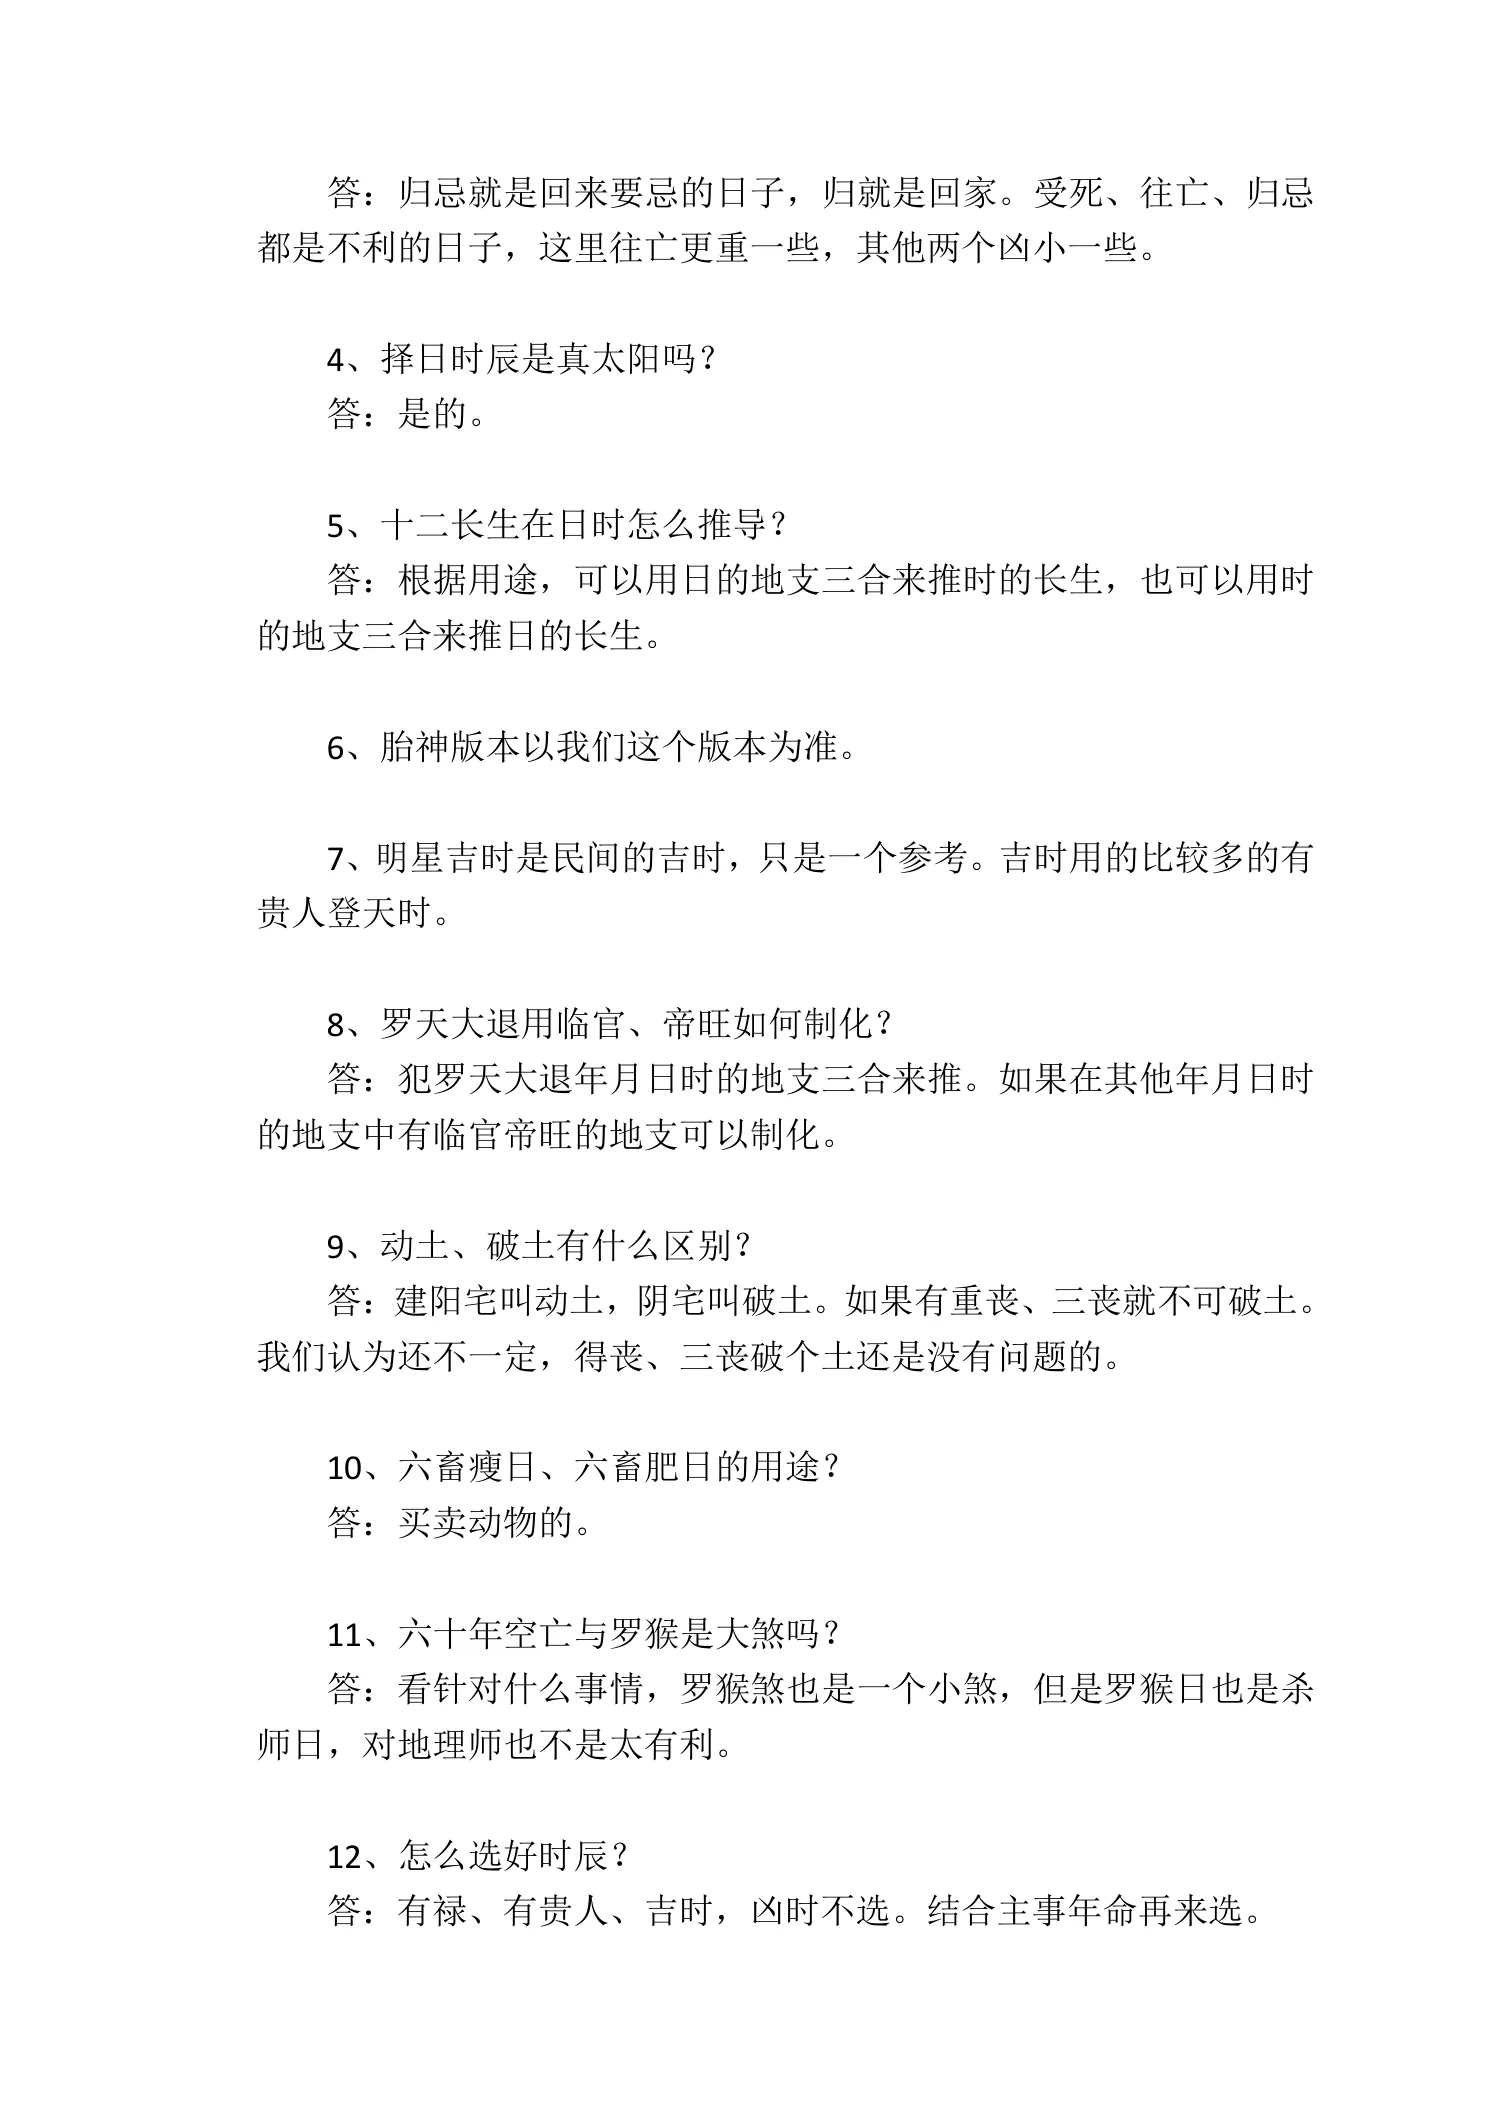 答：归忌就是回来要忌的日子，归就是回家。受死、往亡、归忌
都是不利的日子，这里往亡更重一些，其他两个凶小一些。
4、择日时辰是真太阳吗？
答：是的。
5、十二长生在日时怎么推导？
答：根据用途，可以用日的地支三合来推时的长生，也可以用时
的地支三合来推日的长生。
6、胎神版本以我们这个版本为准。
7、明星吉时是民间的吉时，只是一个参考。吉时用的比较多的有
贵人登天时。
8、罗天大退用临官、帝旺如何制化？
答：犯罗天大退年月日时的地支三合来推。如果在其他年月日时
的地支中有临官帝旺的地支可以制化。
9、动土、破土有什么区别？
答：建阳宅叫动土，阴宅叫破土。如果有重丧、三丧就不可破土。
我们认为还不一定，得丧、三丧破个土还是没有问题的。
10、六畜瘦日、六畜肥日的用途？
答：买卖动物的。
11、六十年空亡与罗猴是大煞吗？
答：看针对什么事情，罗猴煞也是一个小煞，但是罗猴日也是杀
师日，对地理师也不是太有利。
12、怎么选好时辰？
答：有禄、有贵人、吉时，凶时不选。结合主事年命再来选。